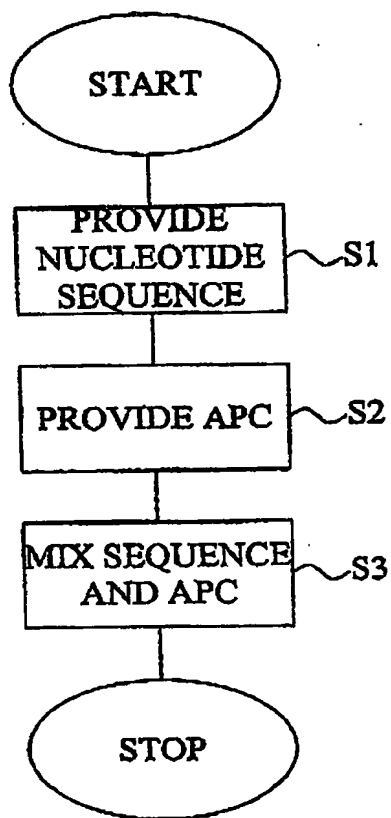 START
PROVIDE
NUCLEOTIDE
SEQUENCE
S1
PROVIDE APC
S2
MIX SEQUENCE
AND APC
S3
STOP